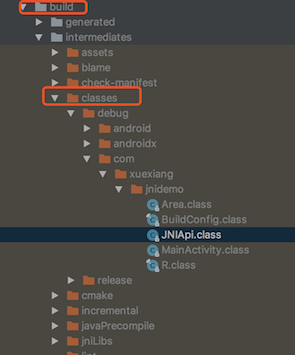 build
generated
intermediates
assets
blame
check-manifest
classes
debug
android
androidx
com
xuexiang
jnidemo
Area.class
BuildConfig.class
JNIApi.class
MainActivity.class
R.class
release
cmake
incremental
javaPrecompile
jniLibs
lint